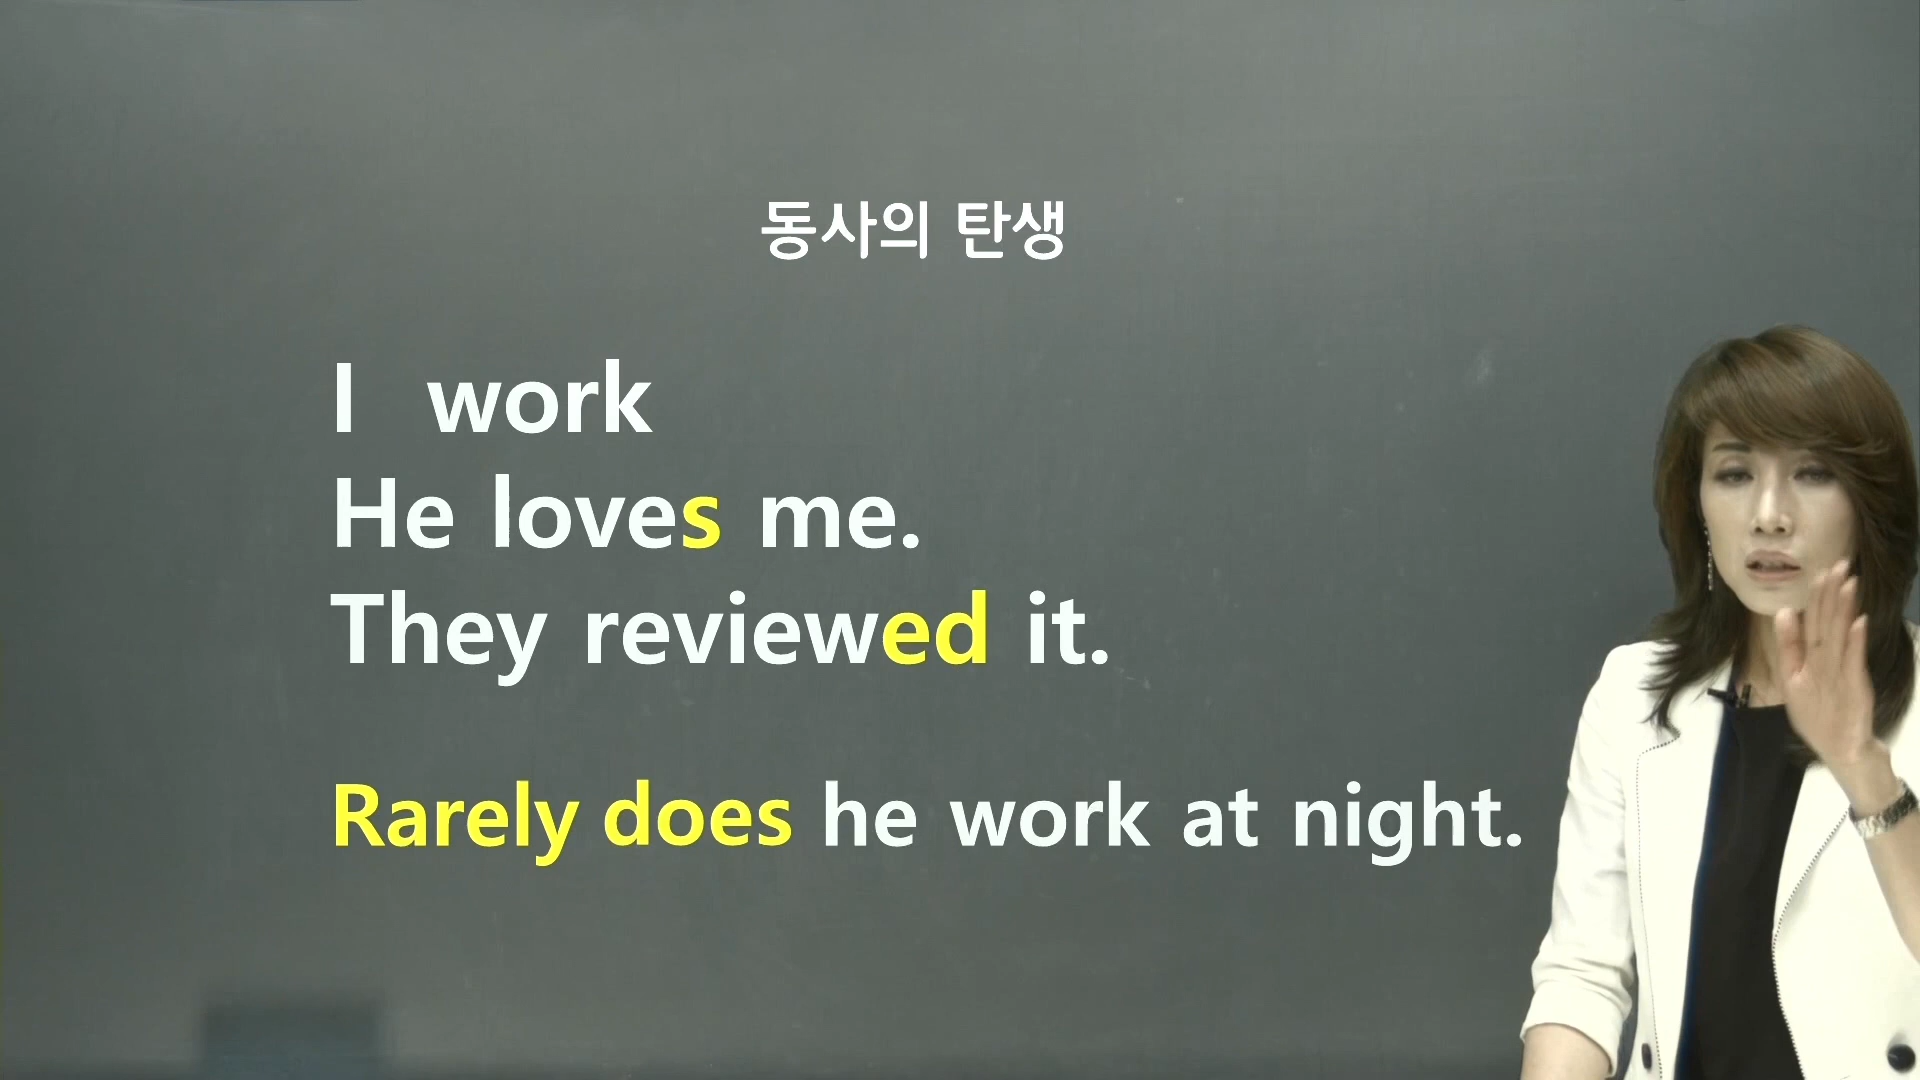 동사의 탄생
I work
He loves me.
They reviewed it.
Rarely does he work at night.